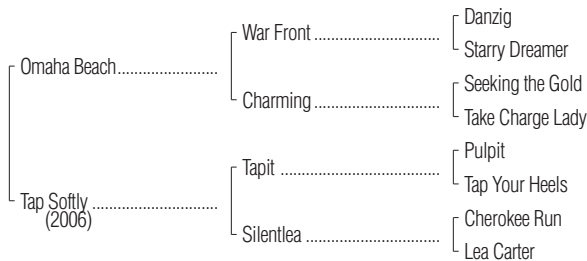 Danzig
War Front ....................
Starry Dreamer
Omaha Beach....................
Seeking the Gold
Charming ....................
Take Charge Lady
Pulpit
Tapit ....................
Tap Your Heels
Tap Softly ....................
(2006)
Cherokee Run
Silentlea ....................
Lea Carter